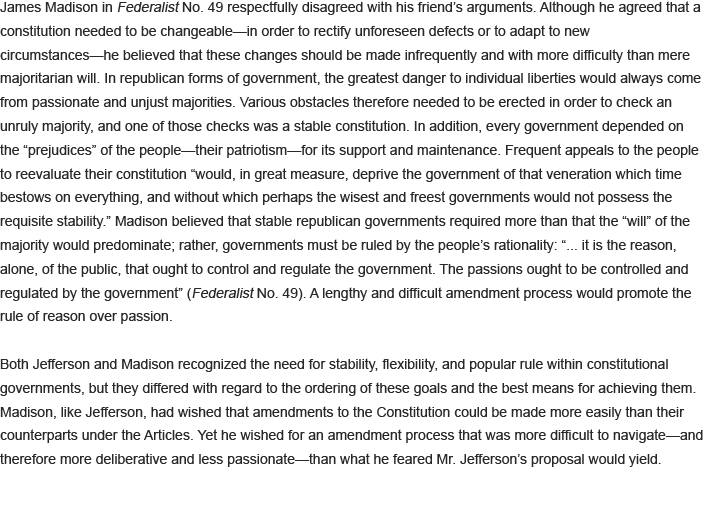 James Madison in Federalist No. 49 respectfully disagreed with his friend's arguments. Although he agreed that a
constitution needed to be changeable—in order to rectify unforeseen defects or to adapt to new
circumstances—he believed that these changes should be made infrequently and with more difficulty than mere
majoritarian will. In republican forms of government, the greatest danger to individual liberties would always come
from passionate and unjust majorities. Various obstacles therefore needed to be erected in order to check an
unruly majority, and one of those checks was a stable constitution. In addition, every government depended on
the “prejudices” of the people—their patriotism—for its support and maintenance. Frequent appeals to the people
to reevaluate their constitution “would, in great measure, deprive the government of that veneration which time
bestows on everything, and without which perhaps the wisest and freest governments would not possess the
requisite stability.” Madison believed that stable republican governments required more than that the “will” of the
majority would predominate; rather, governments must be ruled by the people's rationality: “... it is the reason,
alone, of the public, that ought to control and regulate the government. The passions ought to be controlled and
regulated by the government” (Federalist No. 49). A lengthy and difficult amendment process would promote the
rule of reason over passion.
Both Jefferson and Madison recognized the need for stability, flexibility, and popular rule within constitutional
governments, but they differed with regard to the ordering of these goals and the best means for achieving them.
Madison, like Jefferson, had wished that amendments to the Constitution could be made more easily than their
counterparts under the Articles. Yet he wished for an amendment process that was more difficult to navigate—and
therefore more deliberative and less passionate—than what he feared Mr. Jefferson's proposal would yield.